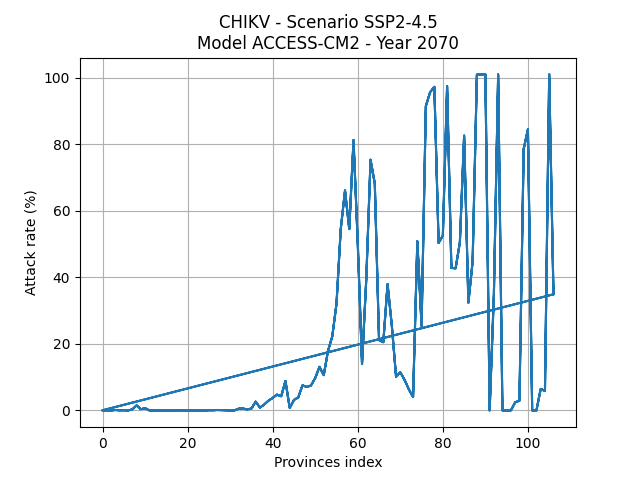 CHIKV - Scenario SSP2-4.5
Model ACCESS-CM2 - Year 2070
Attack rate (%)
100
80
60
40
20
0
0 20 40 60 80 100
Provinces index